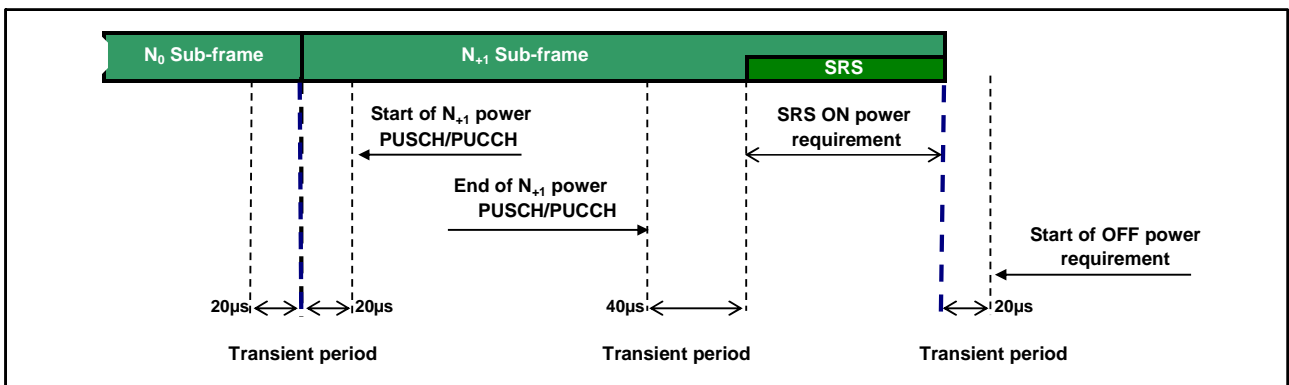 N0 Sub-frame
N+1 Sub-frame
SRS
Start of N+1 power
PUSCH/PUCCH
SRS ON power
requirement
End of N+1 power
PUSCH/PUCCH
Start of OFF power
requirement
20µs
20µs
40µs
20µs
Transient period
Transient period
Transient period